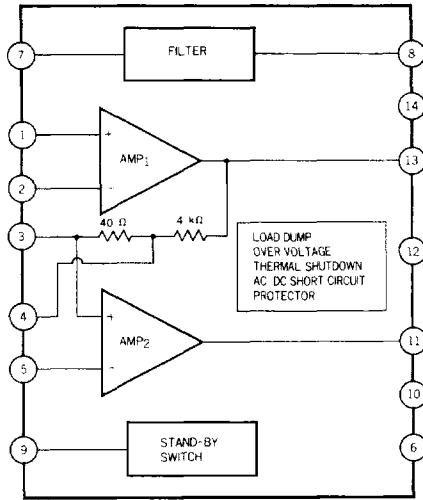 7
FILTER
8
14
1
+
AMP1
13
2
−
40 Ω
4 kΩ
3
LOAD DUMP
OVER VOLTAGE
THERMAL SHUTDOWN
AC DC SHORT CIRCUIT
PROTECTOR
12
4
+
AMP2
11
5
−
10
9
STAND-BY
SWITCH
6